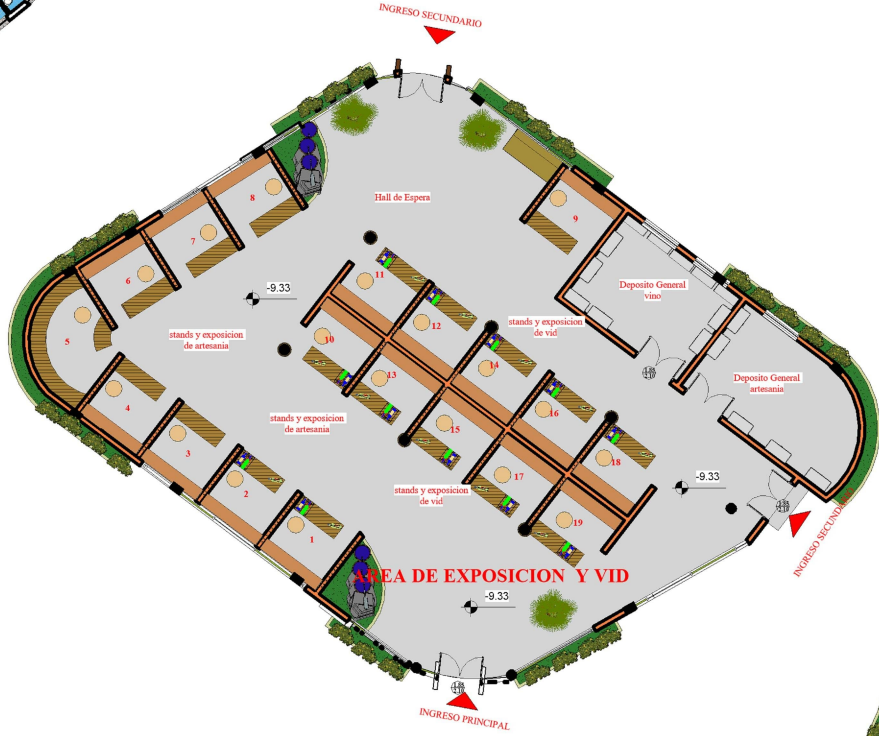 INGRESO SECUNDARIO
8
Hall de Espera
9
7
6
11
Deposito General
vino
-9.33
5
12
stands y exposicion
de vid
stands y exposicion
de artesania
10
14
13
Deposito General
artesania
4
16
stands y exposicion
de artesania
15
3
18
17
-9.33
2
stands y exposicion
de vid
19
1
INGRESO SECUNDARIO
AREA DE EXPOSICION Y VID
-9.33
INGRESO PRINCIPAL